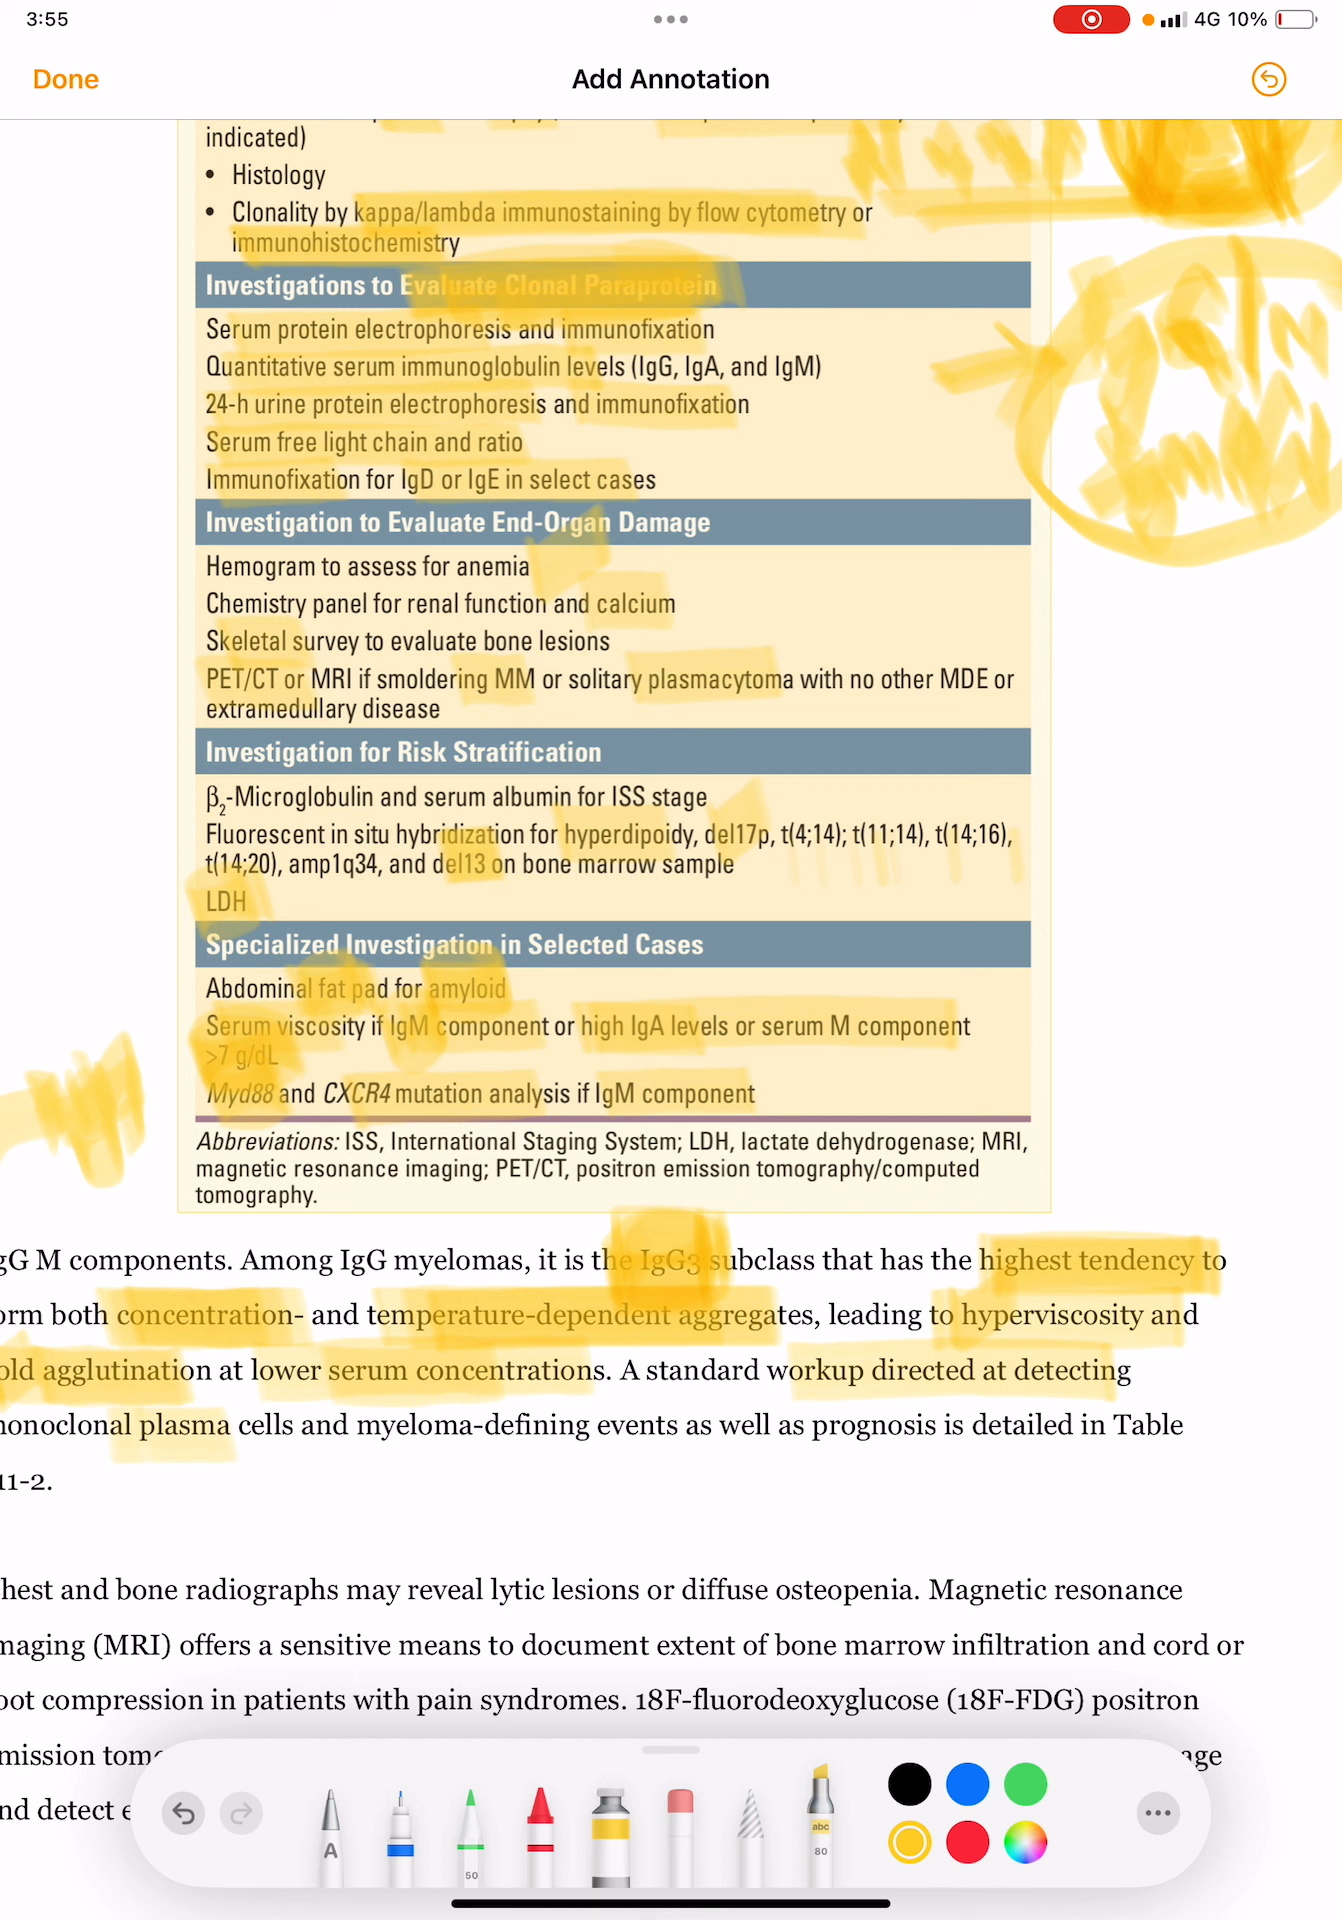 3:55
4G 10%
Done
Add Annotation
indicated)
• Histology
• Clonality by kappa/lambda immunostaining by flow cytometry or
immunohistochemistry
Investigations to Evaluate Clonal Paraprotein
Serum protein electrophoresis and immunofixation
Quantitative serum immunoglobulin levels (IgG, IgA, and IgM)
24-h urine protein electrophoresis and immunofixation
Serum free light chain and ratio
Immunofixation for IgD or IgE in select cases
Investigation to Evaluate End-Organ Damage
Hemogram to assess for anemia
Chemistry panel for renal function and calcium
Skeletal survey to evaluate bone lesions
PET/CT or MRI if smoldering MM or solitary plasmacytoma with no other MDE or
extramedullary disease
Investigation for Risk Stratification
β2-Microglobulin and serum albumin for ISS stage
Fluorescent in situ hybridization for hyperdipoidy, del17p, t(4;14); t(11;14), t(14;16),
t(14;20), amp1q34, and del13 on bone marrow sample
LDH
Specialized Investigation in Selected Cases
Abdominal fat pad for amyloid
Serum viscosity if IgM component or high IgA levels or serum M component
>7 g/dL
Myd88 and CXCR4 mutation analysis if IgM component
Abbreviations: ISS, International Staging System; LDH, lactate dehydrogenase; MRI,
magnetic resonance imaging; PET/CT, positron emission tomography/computed
tomography.
gG M components. Among IgG myelomas, it is the IgG3 subclass that has the highest tendency to
orm both concentration- and temperature-dependent aggregates, leading to hyperviscosity and
old agglutination at lower serum concentrations. A standard workup directed at detecting
monoclonal plasma cells and myeloma-defining events as well as prognosis is detailed in Table
11-2.
hest and bone radiographs may reveal lytic lesions or diffuse osteopenia. Magnetic resonance
maging (MRI) offers a sensitive means to document extent of bone marrow infiltration and cord or
oot compression in patients with pain syndromes. 18F-fluorodeoxyglucose (18F-FDG) positron
mission tomo age
nd detect e
A
50
abc
80